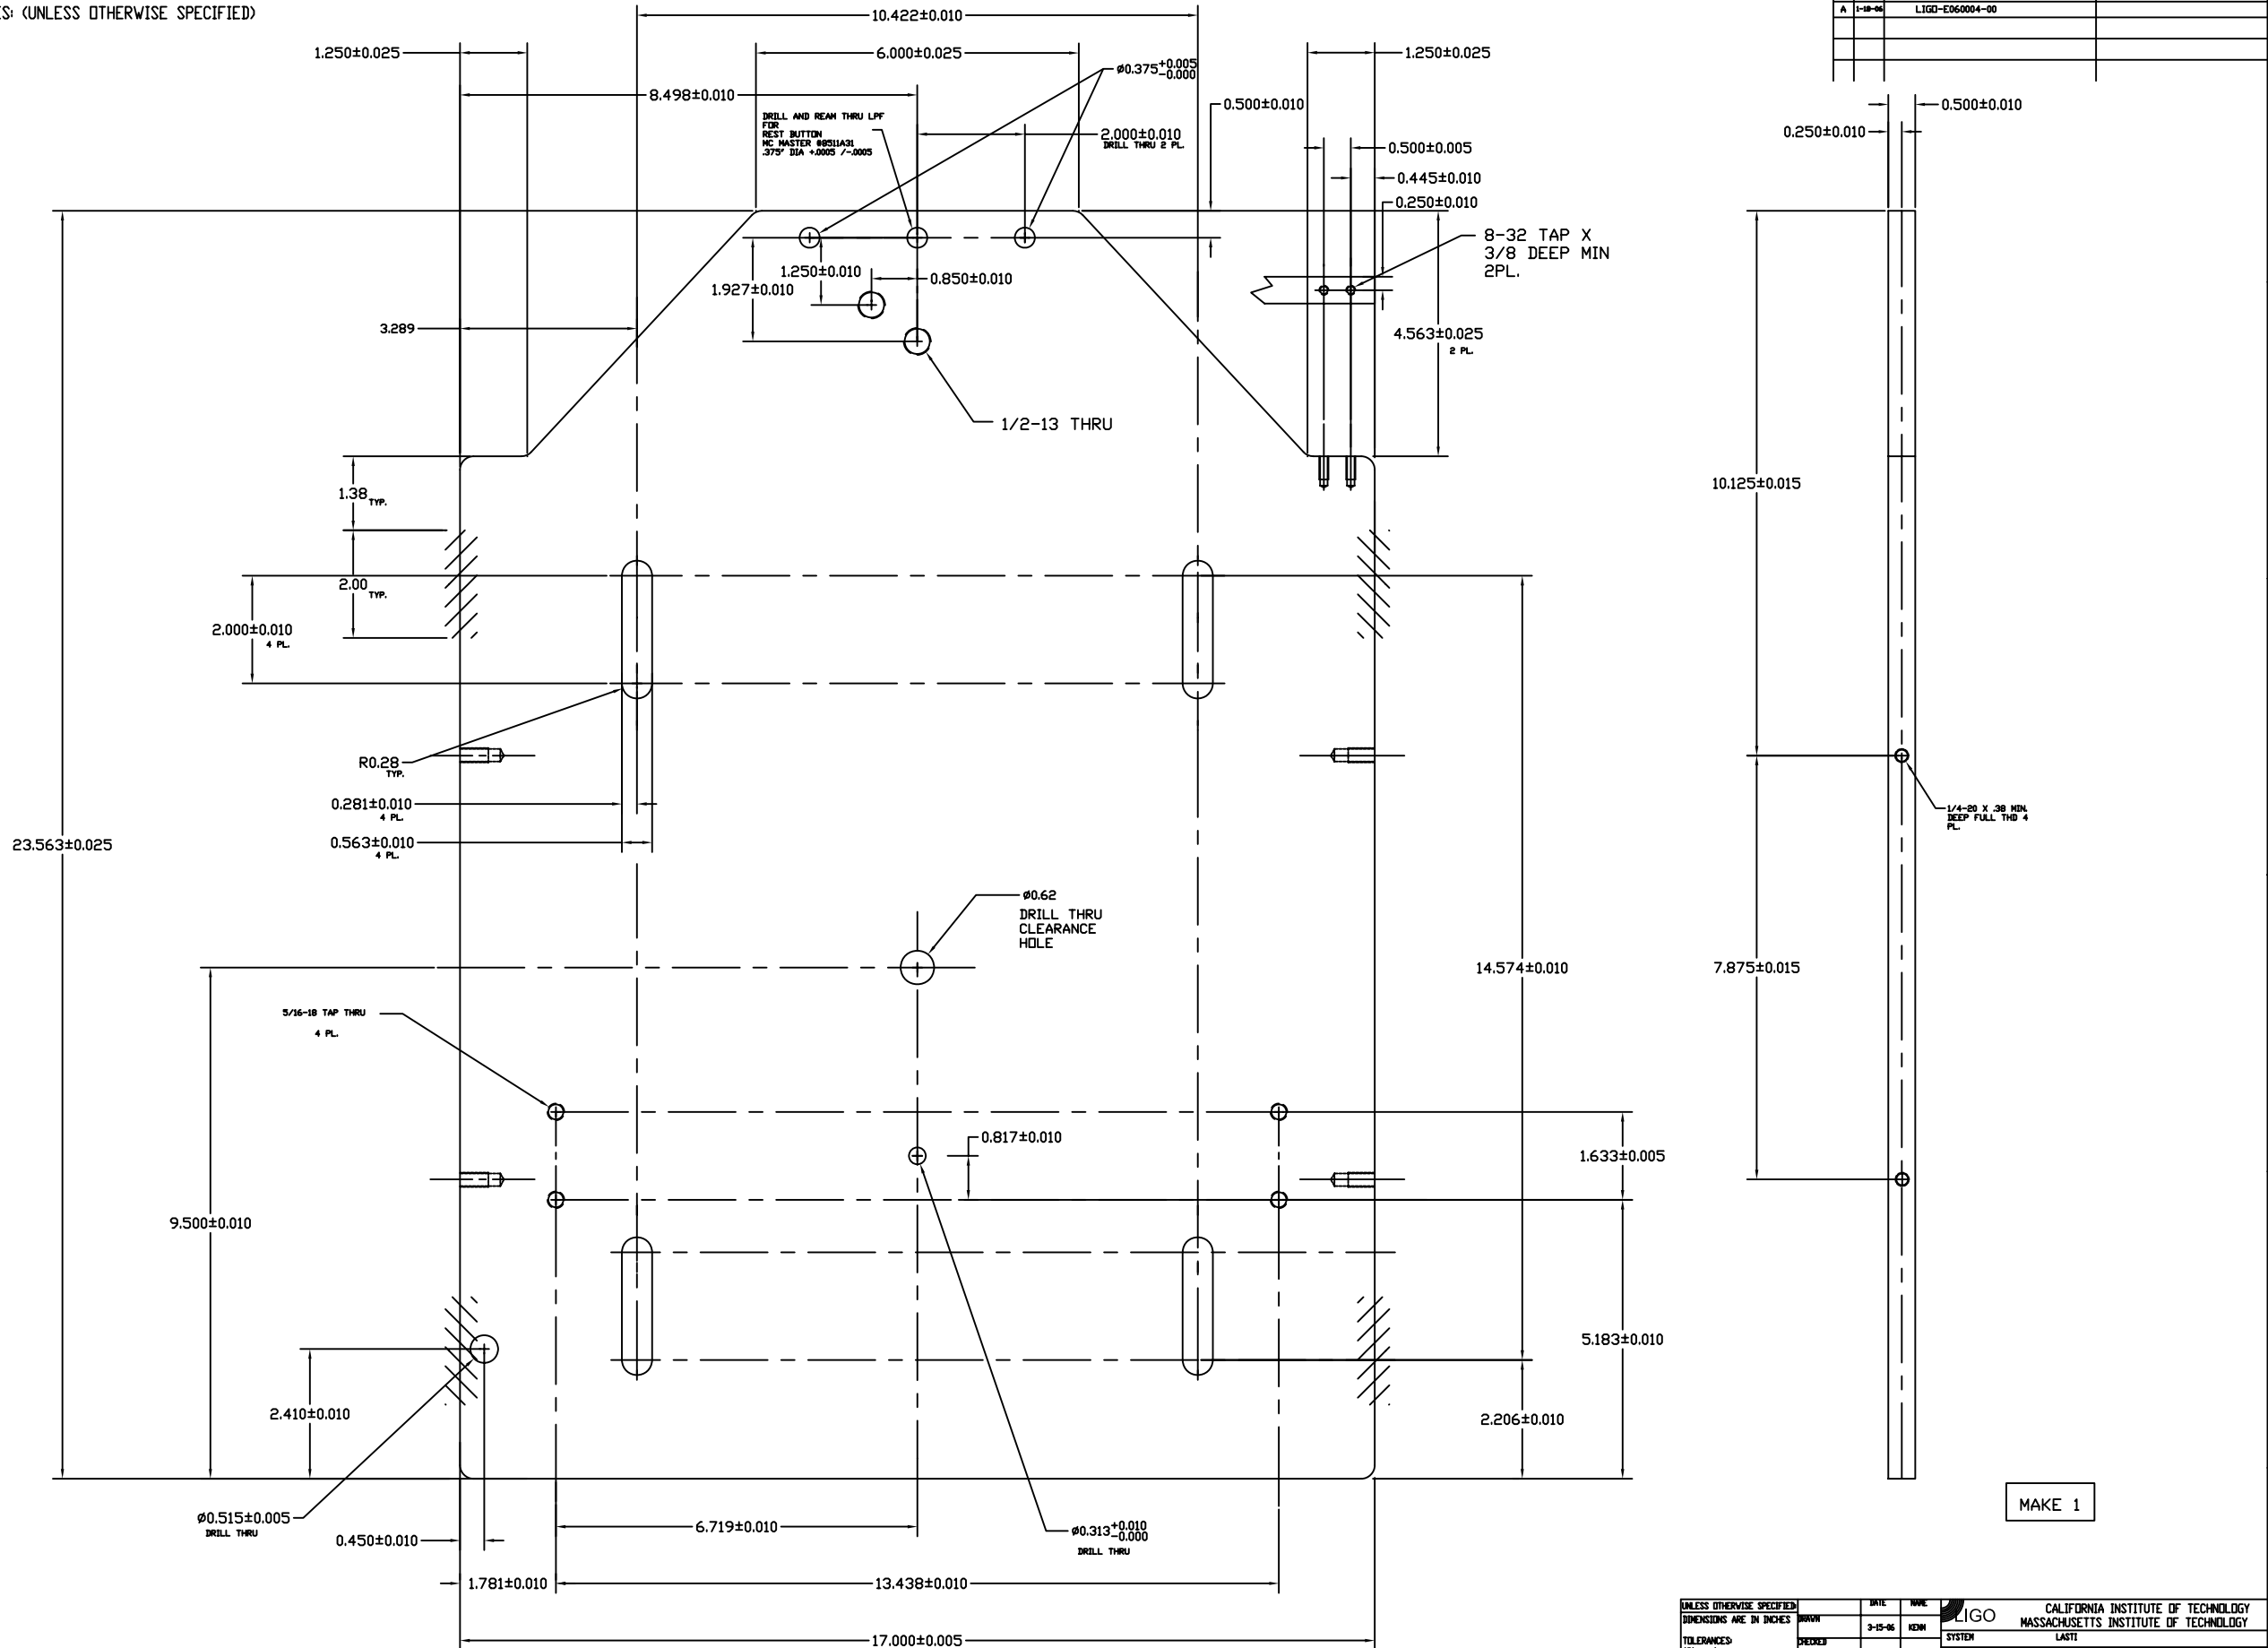 ES: (UNLESS OTHERWISE SPECIFIED)
A 1-18-06 LIGO-E060004-00
10.422±0.010
1.250±0.025
6.000±0.025
1.250±0.025
Ø0.375+0.005
-0.000
8.498±0.010
0.500±0.010
0.500±0.010
DRILL AND REAM THRU LPF
FOR
REST BUTTON
MC MASTER #8511A31
.375" DIA +.0005 /-.0005
2.000±0.010
DRILL THRU 2 PL.
0.250±0.010
0.500±0.005
0.445±0.010
0.250±0.010
8-32 TAP X
3/8 DEEP MIN
2PL.
1.250±0.010
0.850±0.010
1.927±0.010
3.289
4.563±0.025
2 PL.
1/2-13 THRU
10.125±0.015
1.38 TYP.
2.00 TYP.
2.000±0.010
4 PL.
R0.28
TYP.
0.281±0.010
4 PL.
1/4-20 X .38 MIN.
DEEP FULL THD 4
PL.
23.563±0.025
0.563±0.010
4 PL.
Ø0.62
DRILL THRU
CLEARANCE
HOLE
14.574±0.010
7.875±0.015
5/16-18 TAP THRU
4 PL.
0.817±0.010
1.633±0.005
9.500±0.010
5.183±0.010
2.410±0.010
2.206±0.010
MAKE 1
Ø0.515±0.005
DRILL THRU
6.719±0.010
Ø0.313+0.010
-0.000
DRILL THRU
0.450±0.010
1.781±0.010
13.438±0.010
17.000±0.005
UNLESS OTHERWISE SPECIFIED:
DIMENSIONS ARE IN INCHES
TOLERANCES:
DATE NAME
DRAWN 3-15-06 KENM
CHECKED
LIGO
CALIFORNIA INSTITUTE OF TECHNOLOGY
MASSACHUSETTS INSTITUTE OF TECHNOLOGY
SYSTEM LASTI